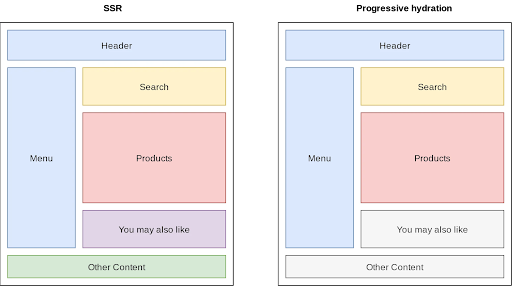 SSR
Header
Menu
Search
Products
You may also like
Other Content
Progressive hydration
Header
Menu
Search
Products
You may also like
Other Content